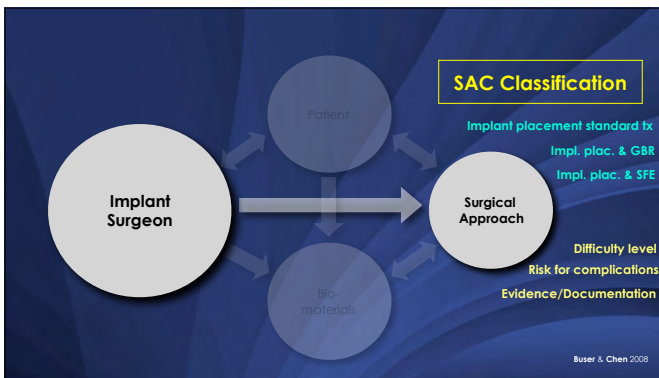 SAC Classification
Patient
Implant placement standard tx
Impl. plac. & GBR
Impl. plac. & SFE
Implant
Surgeon
Surgical
Approach
Difficulty level
Risk for complications
Evidence/Documentation
Bio-
materials
Buser & Chen 2008